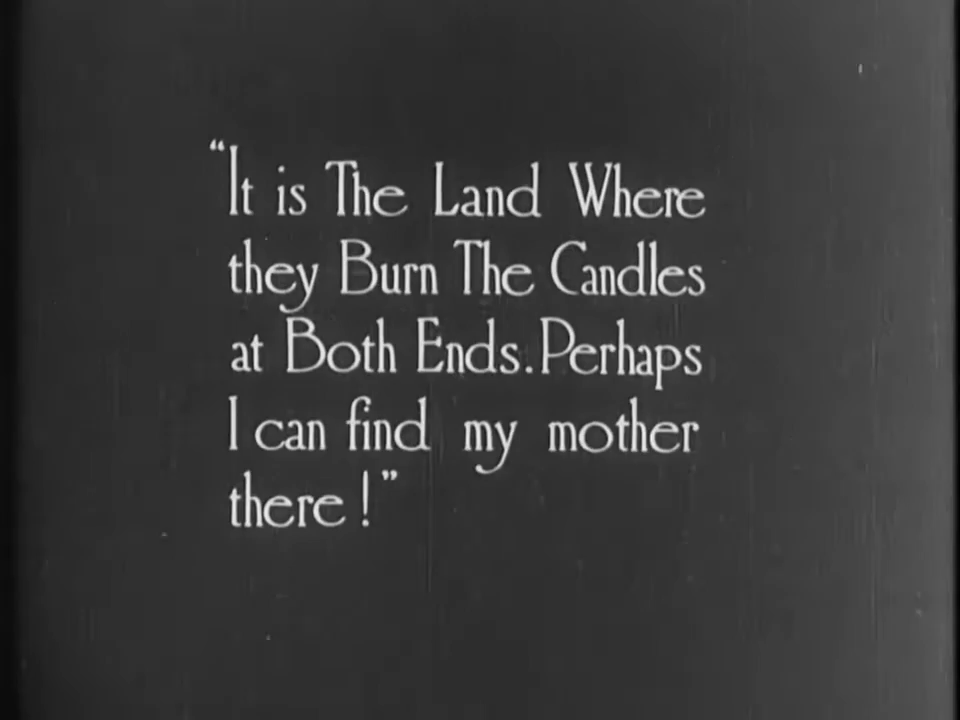 “It is The Land Where
they Burn The Candles
at Both Ends. Perhaps
I can find my mother
there!”